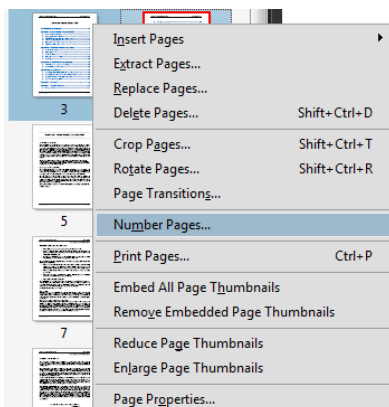 Insert Pages
Extract Pages...
Replace Pages...
Delete Pages... Shift+Ctrl+D
Crop Pages... Shift+Ctrl+T
Rotate Pages... Shift+Ctrl+R
Page Transitions...
Number Pages...
Print Pages... Ctrl+P
Embed All Page Thumbnails
Remove Embedded Page Thumbnails
Reduce Page Thumbnails
Enlarge Page Thumbnails
Page Properties...
3
5
7